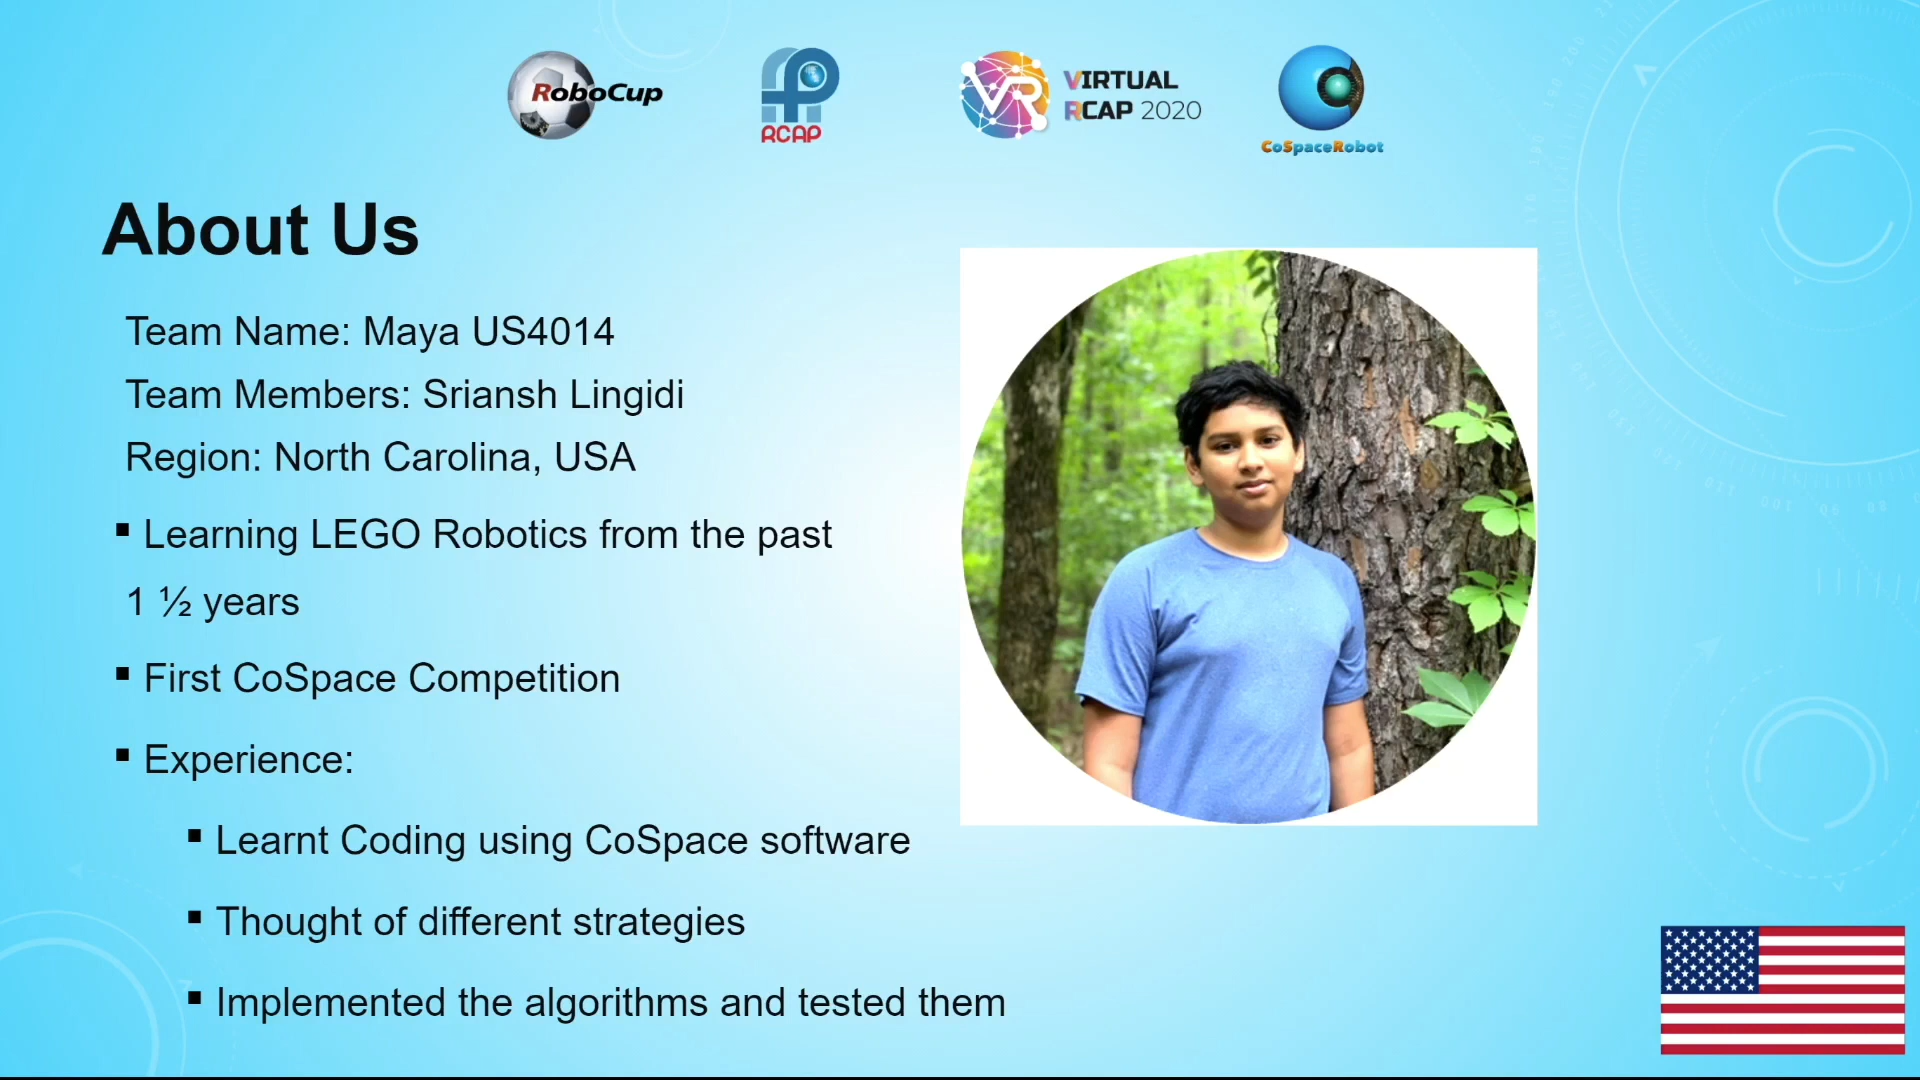 RoboCup
RCAP
VR
VIRTUAL
RCAP 2020
CoSpaceRobot
About Us
Team Name: Maya US4014
Team Members: Sriansh Lingidi
Region: North Carolina, USA
▪ Learning LEGO Robotics from the past
1 ½ years
▪ First CoSpace Competition
▪ Experience:
▪ Learnt Coding using CoSpace software
▪ Thought of different strategies
▪ Implemented the algorithms and tested them